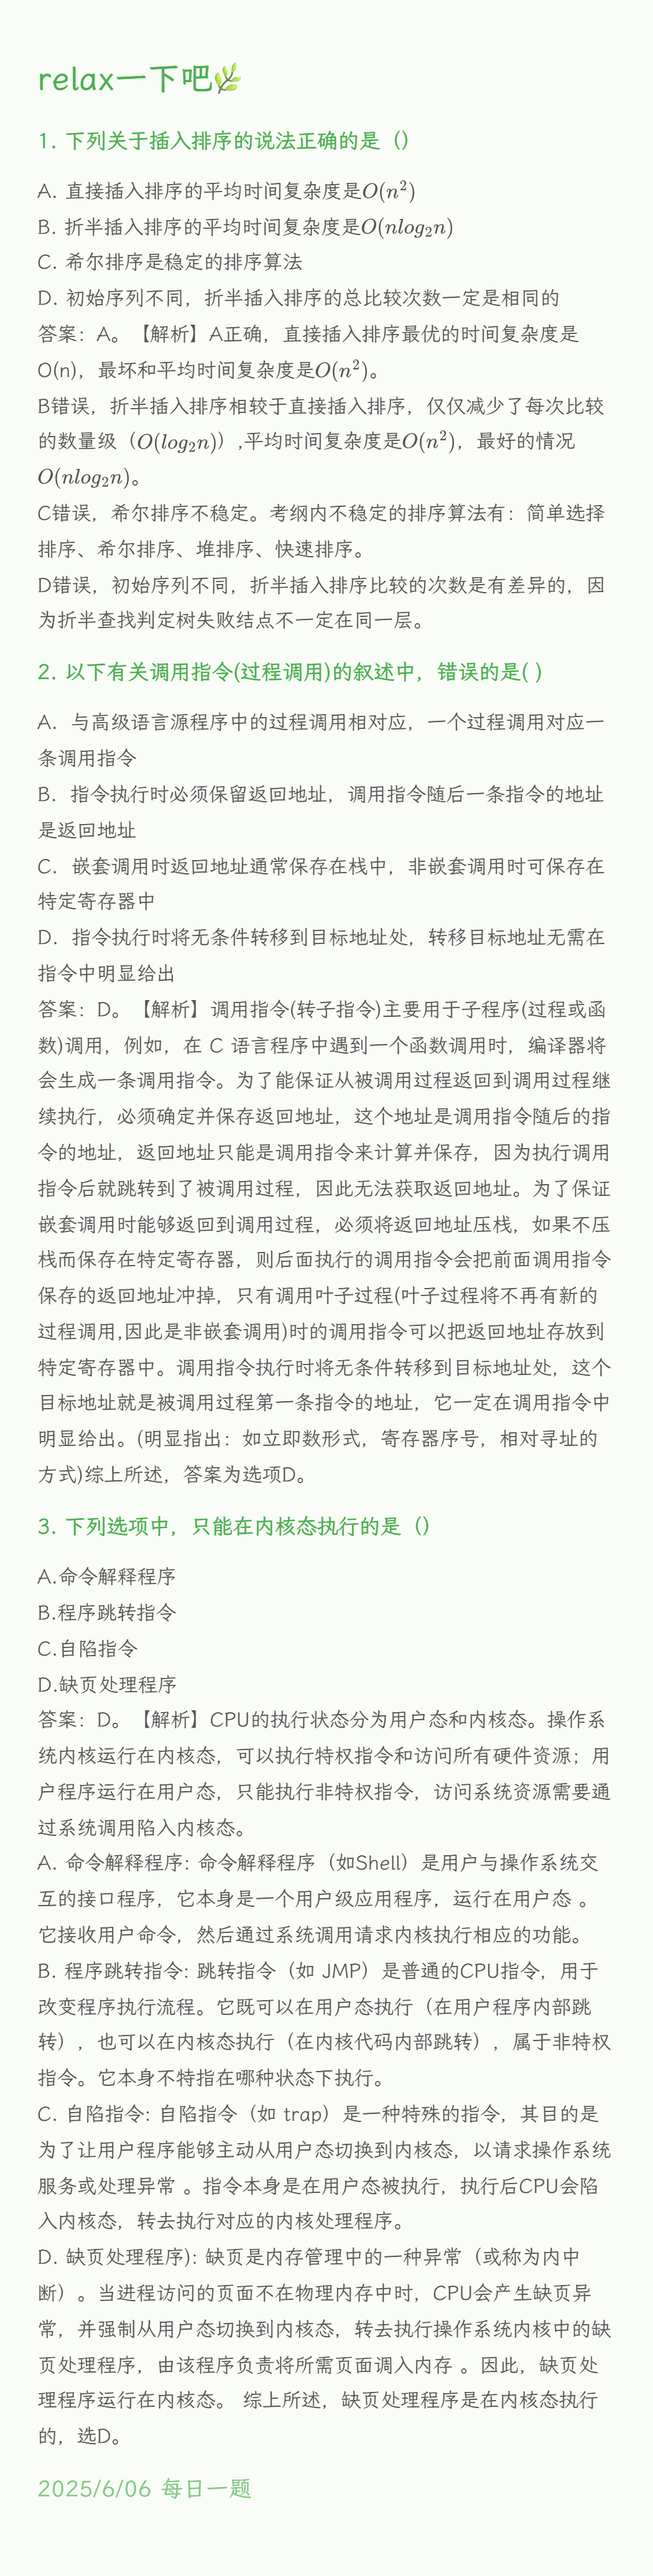 relax一下吧🌿
1. 下列关于插入排序的说法正确的是（）
A. 直接插入排序的平均时间复杂度是O(n²)
B. 折半插入排序的平均时间复杂度是O(nlog₂n)
C. 希尔排序是稳定的排序算法
D. 初始序列不同，折半插入排序的总比较次数一定是相同的
答案：A。【解析】A正确，直接插入排序最优的时间复杂度是
O(n)，最坏和平均时间复杂度是O(n²)。
B错误，折半插入排序相较于直接插入排序，仅仅减少了每次比较
的数量级（O(log₂n)）,平均时间复杂度是O(n²)，最好的情况
O(nlog₂n)。
C错误，希尔排序不稳定。考纲内不稳定的排序算法有：简单选择
排序、希尔排序、堆排序、快速排序。
D错误，初始序列不同，折半插入排序比较的次数是有差异的，因
为折半查找判定树失败结点不一定在同一层。
2. 以下有关调用指令(过程调用)的叙述中，错误的是( )
A. 与高级语言源程序中的过程调用相对应，一个过程调用对应一
条调用指令
B. 指令执行时必须保留返回地址，调用指令随后一条指令的地址
是返回地址
C. 嵌套调用时返回地址通常保存在栈中，非嵌套调用时可保存在
特定寄存器中
D. 指令执行时将无条件转移到目标地址处，转移目标地址无需在
指令中明显给出
答案：D。【解析】调用指令(转子指令)主要用于子程序(过程或函
数)调用，例如，在 C 语言程序中遇到一个函数调用时，编译器将
会生成一条调用指令。为了能保证从被调用过程返回到调用过程继
续执行，必须确定并保存返回地址，这个地址是调用指令随后的指
令的地址，返回地址只能是调用指令来计算并保存，因为执行调用
指令后就跳转到了被调用过程，因此无法获取返回地址。为了保证
嵌套调用时能够返回到调用过程，必须将返回地址压栈，如果不压
栈而保存在特定寄存器，则后面执行的调用指令会把前面调用指令
保存的返回地址冲掉，只有调用叶子过程(叶子过程将不再有新的
过程调用,因此是非嵌套调用)时的调用指令可以把返回地址存放到
特定寄存器中。调用指令执行时将无条件转移到目标地址处，这个
目标地址就是被调用过程第一条指令的地址，它一定在调用指令中
明显给出。(明显指出：如立即数形式，寄存器序号，相对寻址的
方式)综上所述，答案为选项D。
3. 下列选项中，只能在内核态执行的是（）
A.命令解释程序
B.程序跳转指令
C.自陷指令
D.缺页处理程序
答案：D。【解析】CPU的执行状态分为用户态和内核态。操作系
统内核运行在内核态，可以执行特权指令和访问所有硬件资源；用
户程序运行在用户态，只能执行非特权指令，访问系统资源需要通
过系统调用陷入内核态。
A. 命令解释程序: 命令解释程序（如Shell）是用户与操作系统交
互的接口程序，它本身是一个用户级应用程序，运行在用户态 。
它接收用户命令，然后通过系统调用请求内核执行相应的功能。
B. 程序跳转指令: 跳转指令（如 JMP）是普通的CPU指令，用于
改变程序执行流程。它既可以在用户态执行（在用户程序内部跳
转），也可以在内核态执行（在内核代码内部跳转），属于非特权
指令。它本身不特指在哪种状态下执行。
C. 自陷指令: 自陷指令（如 trap）是一种特殊的指令，其目的是
为了让用户程序能够主动从用户态切换到内核态，以请求操作系统
服务或处理异常 。指令本身是在用户态被执行，执行后CPU会陷
入内核态，转去执行对应的内核处理程序。
D. 缺页处理程序): 缺页是内存管理中的一种异常（或称为内中
断）。当进程访问的页面不在物理内存中时，CPU会产生缺页异
常，并强制从用户态切换到内核态，转去执行操作系统内核中的缺
页处理程序，由该程序负责将所需页面调入内存 。因此，缺页处
理程序运行在内核态。 综上所述，缺页处理程序是在内核态执行
的，选D。
2025/6/06 每日一题